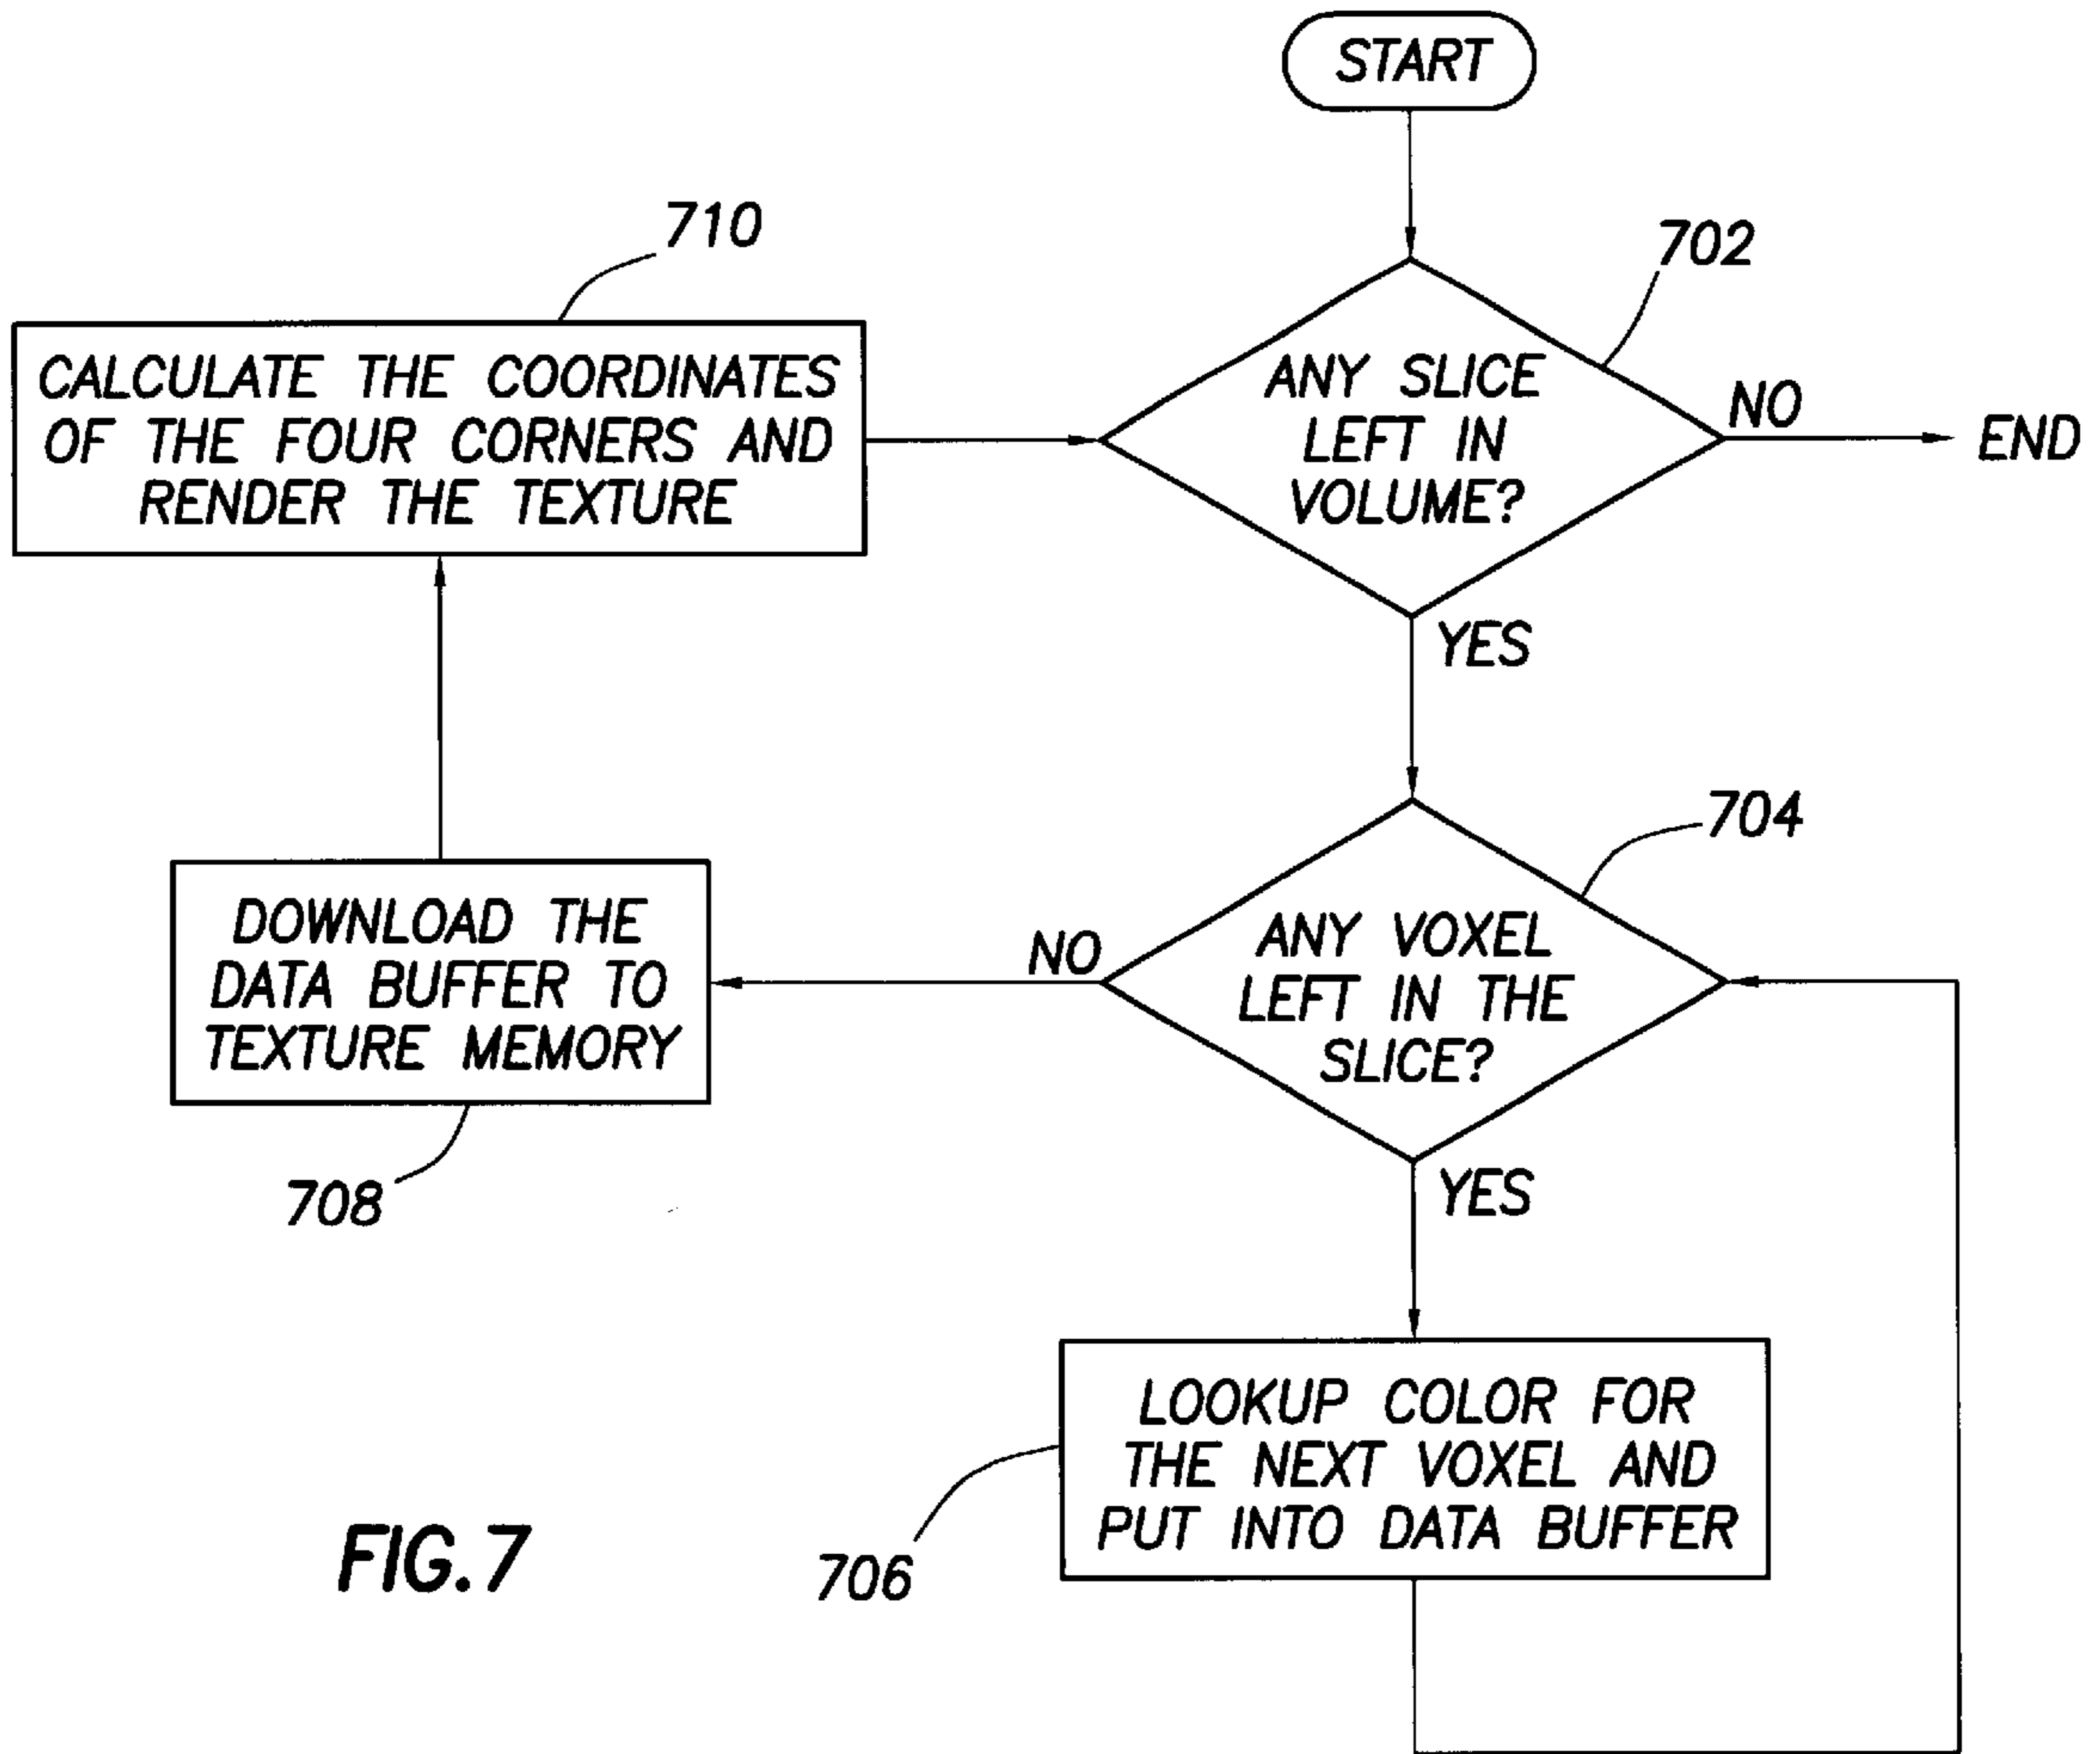 START
710
702
CALCULATE THE COORDINATES
OF THE FOUR CORNERS AND
RENDER THE TEXTURE
ANY SLICE
LEFT IN
VOLUME?
NO
END
YES
704
DOWNLOAD THE
DATA BUFFER TO
TEXTURE MEMORY
NO
ANY VOXEL
LEFT IN THE
SLICE?
708
YES
LOOKUP COLOR FOR
THE NEXT VOXEL AND
PUT INTO DATA BUFFER
706
FIG.7